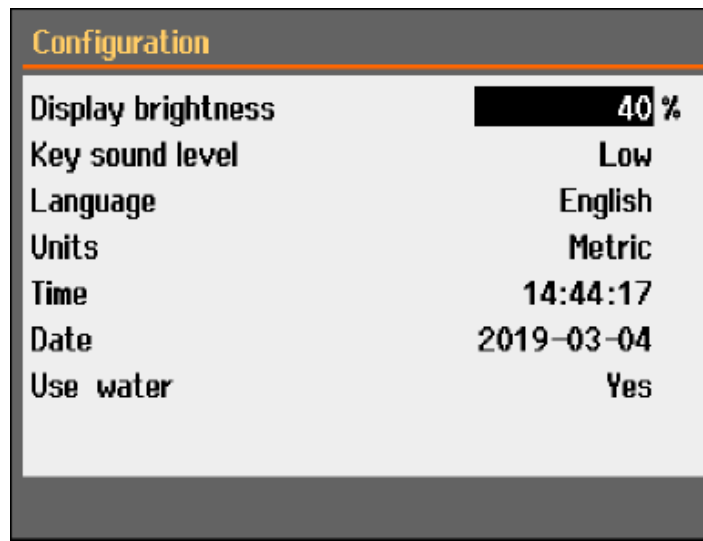 Configuration
Display brightness 40 %
Key sound level Low
Language English
Units Metric
Time 14:44:17
Date 2019-03-04
Use water Yes